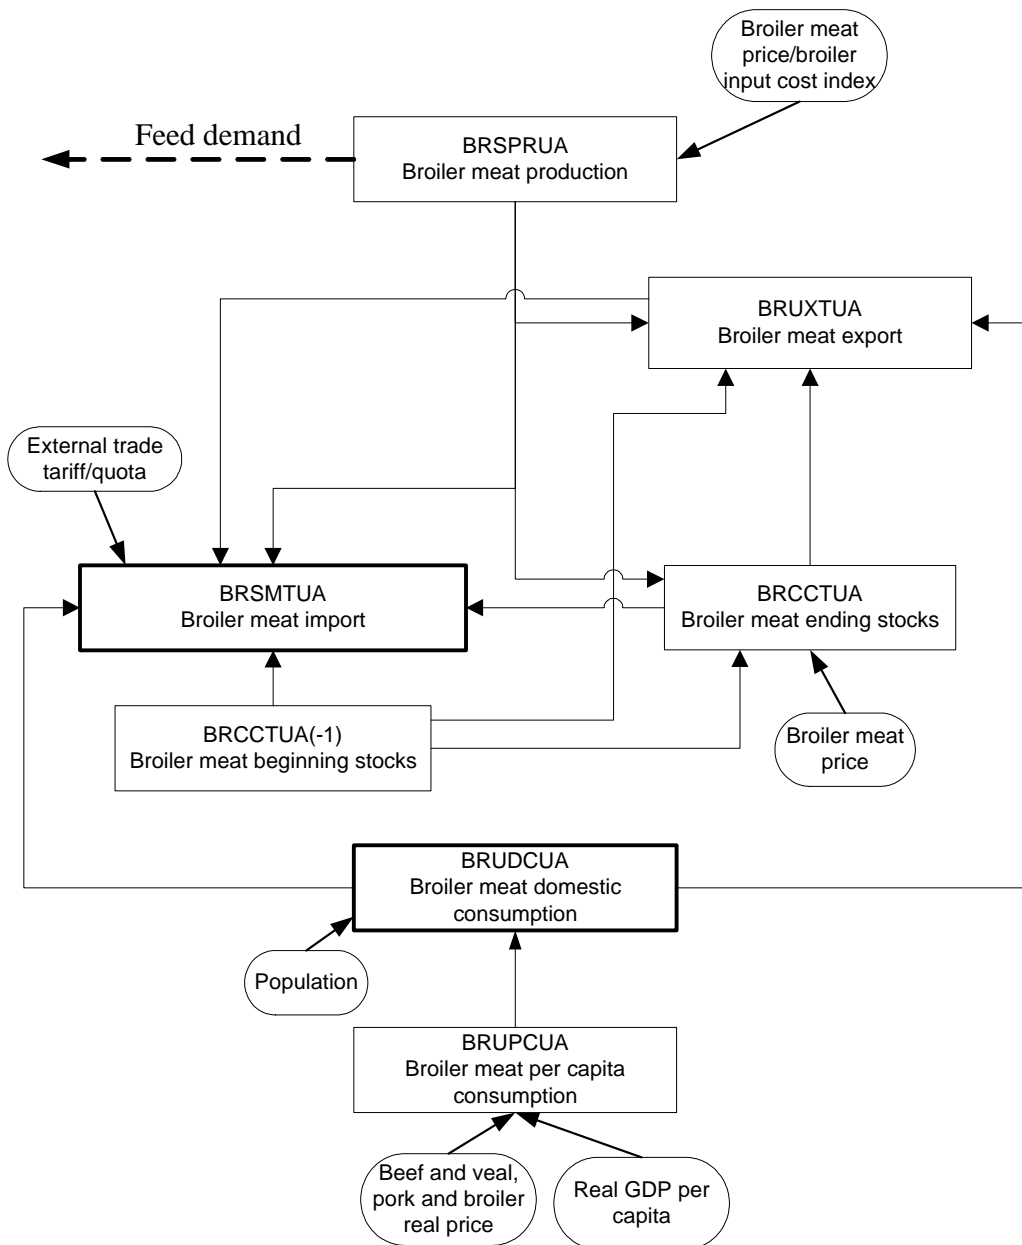 Broiler meat
price/broiler
input cost index
Feed demand
BRSPRUA
Broiler meat production
BRUXTUA
Broiler meat export
External trade
tariff/quota
BRSMTUA
Broiler meat import
BRCCTUA
Broiler meat ending stocks
BRCCTUA(-1)
Broiler meat beginning stocks
Broiler meat
price
BRUDCUA
Broiler meat domestic
consumption
Population
BRUPCUA
Broiler meat per capita
consumption
Beef and veal,
pork and broiler
real price
Real GDP per
capita